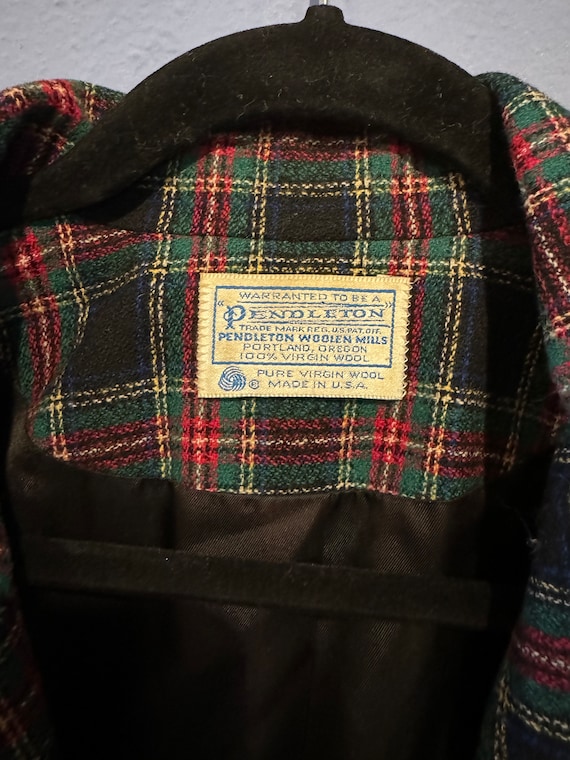 WARRANTED TO BE A
"PENDLETON"
TRADE MARK REG. U.S. PAT. OFF.
PENDLETON WOOLEN MILLS
PORTLAND, OREGON
100% VIRGIN WOOL
PURE VIRGIN WOOL
® MADE IN U.S.A.